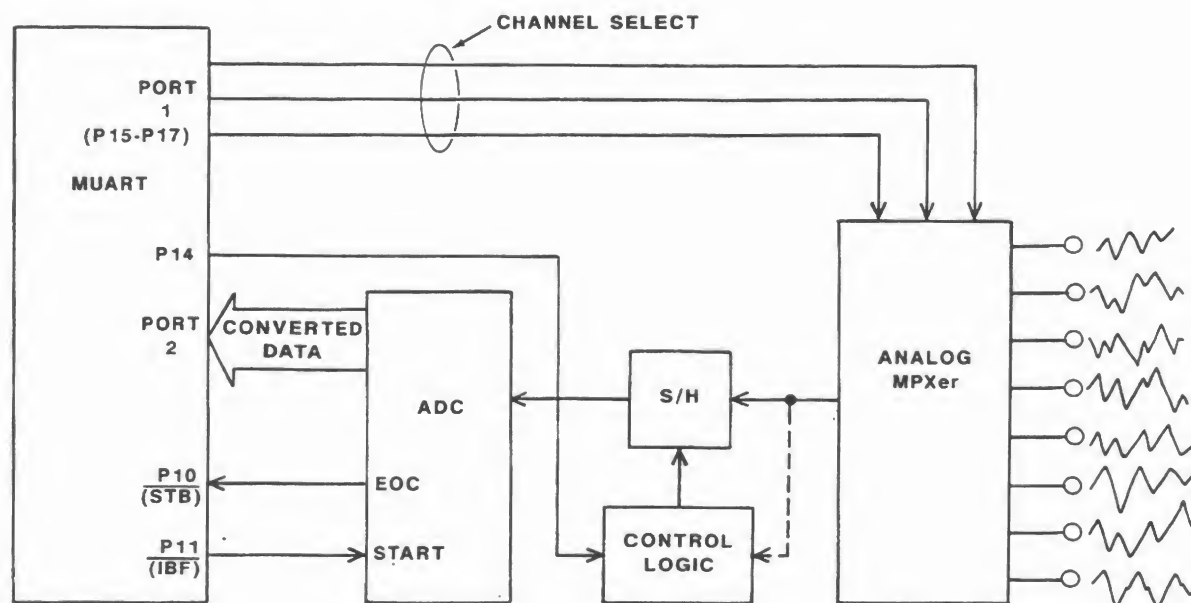 CHANNEL SELECT
PORT
1
(P15-P17)
MUART
P14
PORT
2
CONVERTED
DATA
ADC
S/H
ANALOG
MPXer
P10
(STB)
EOC
P11
(IBF)
START
CONTROL
LOGIC